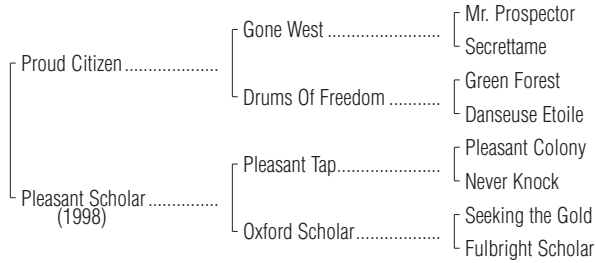 Mr. Prospector
Gone West ........................
Secrettame
Proud Citizen ....................
Green Forest
Drums Of Freedom ...........
Danseuse Etoile
Pleasant Colony
Pleasant Tap......................
Never Knock
Pleasant Scholar ...............
(1998)
Seeking the Gold
Oxford Scholar..................
Fulbright Scholar